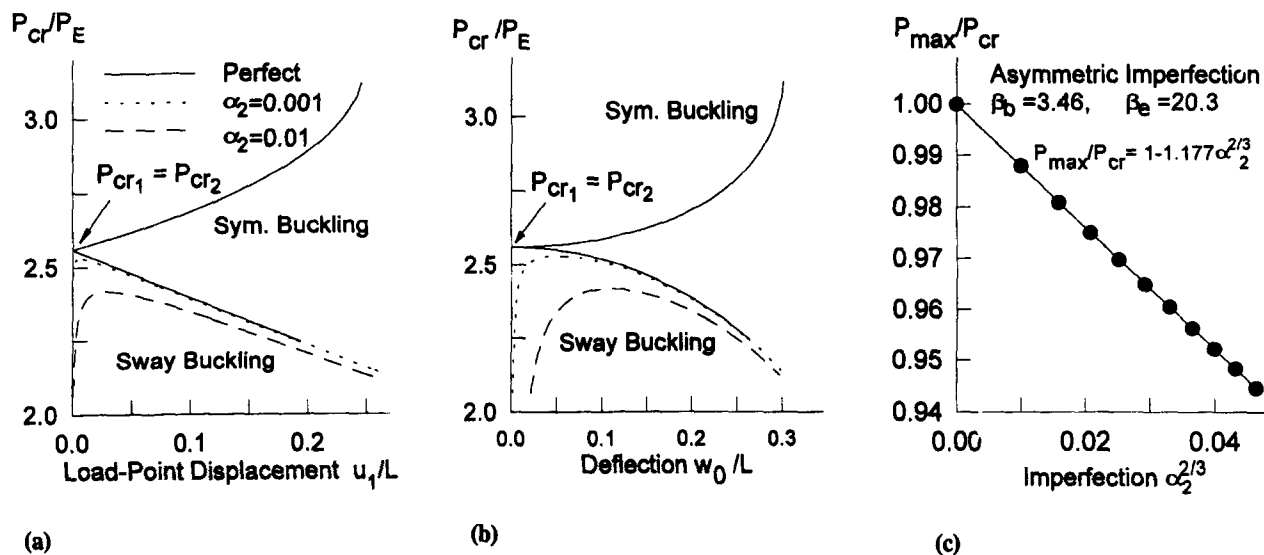 P_cr/P_E
Perfect
α₂=0.001
α₂=0.01
3.0
P_cr₁ = P_cr₂
Sym. Buckling
2.5
Sway Buckling
2.0
0.0 0.1 0.2
Load-Point Displacement u₁/L
(a)
P_cr/P_E
Sym. Buckling
3.0
P_cr₁ = P_cr₂
2.5
Sway Buckling
2.0
0.0 0.1 0.2 0.3
Deflection w₀/L
(b)
P_max/P_cr
Asymmetric Imperfection
β_b=3.46, β_e=20.3
P_max/P_cr= 1-1.177α₂^2/3
1.00
0.99
0.98
0.97
0.96
0.95
0.94
0.00 0.02 0.04
Imperfection α₂^2/3
(c)